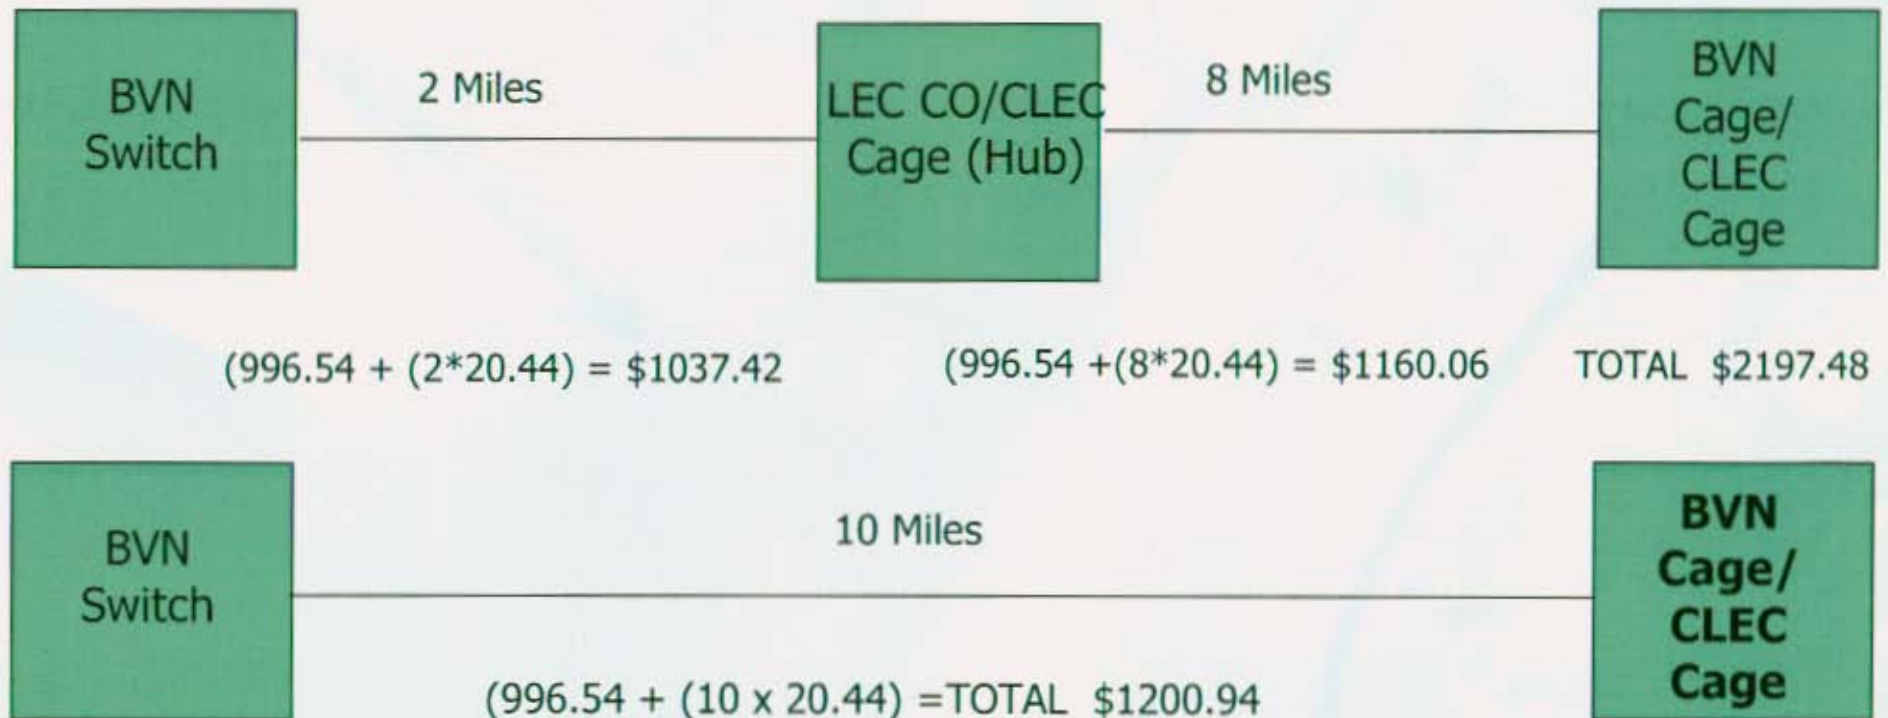 BVN
Switch
2 Miles
LEC CO/CLEC
Cage (Hub)
8 Miles
BVN
Cage/
CLEC
Cage
(996.54 + (2*20.44) = $1037.42
(996.54 +(8*20.44) = $1160.06
TOTAL $2197.48
BVN
Switch
10 Miles
BVN
Cage/
CLEC
Cage
(996.54 + (10 x 20.44) =TOTAL $1200.94